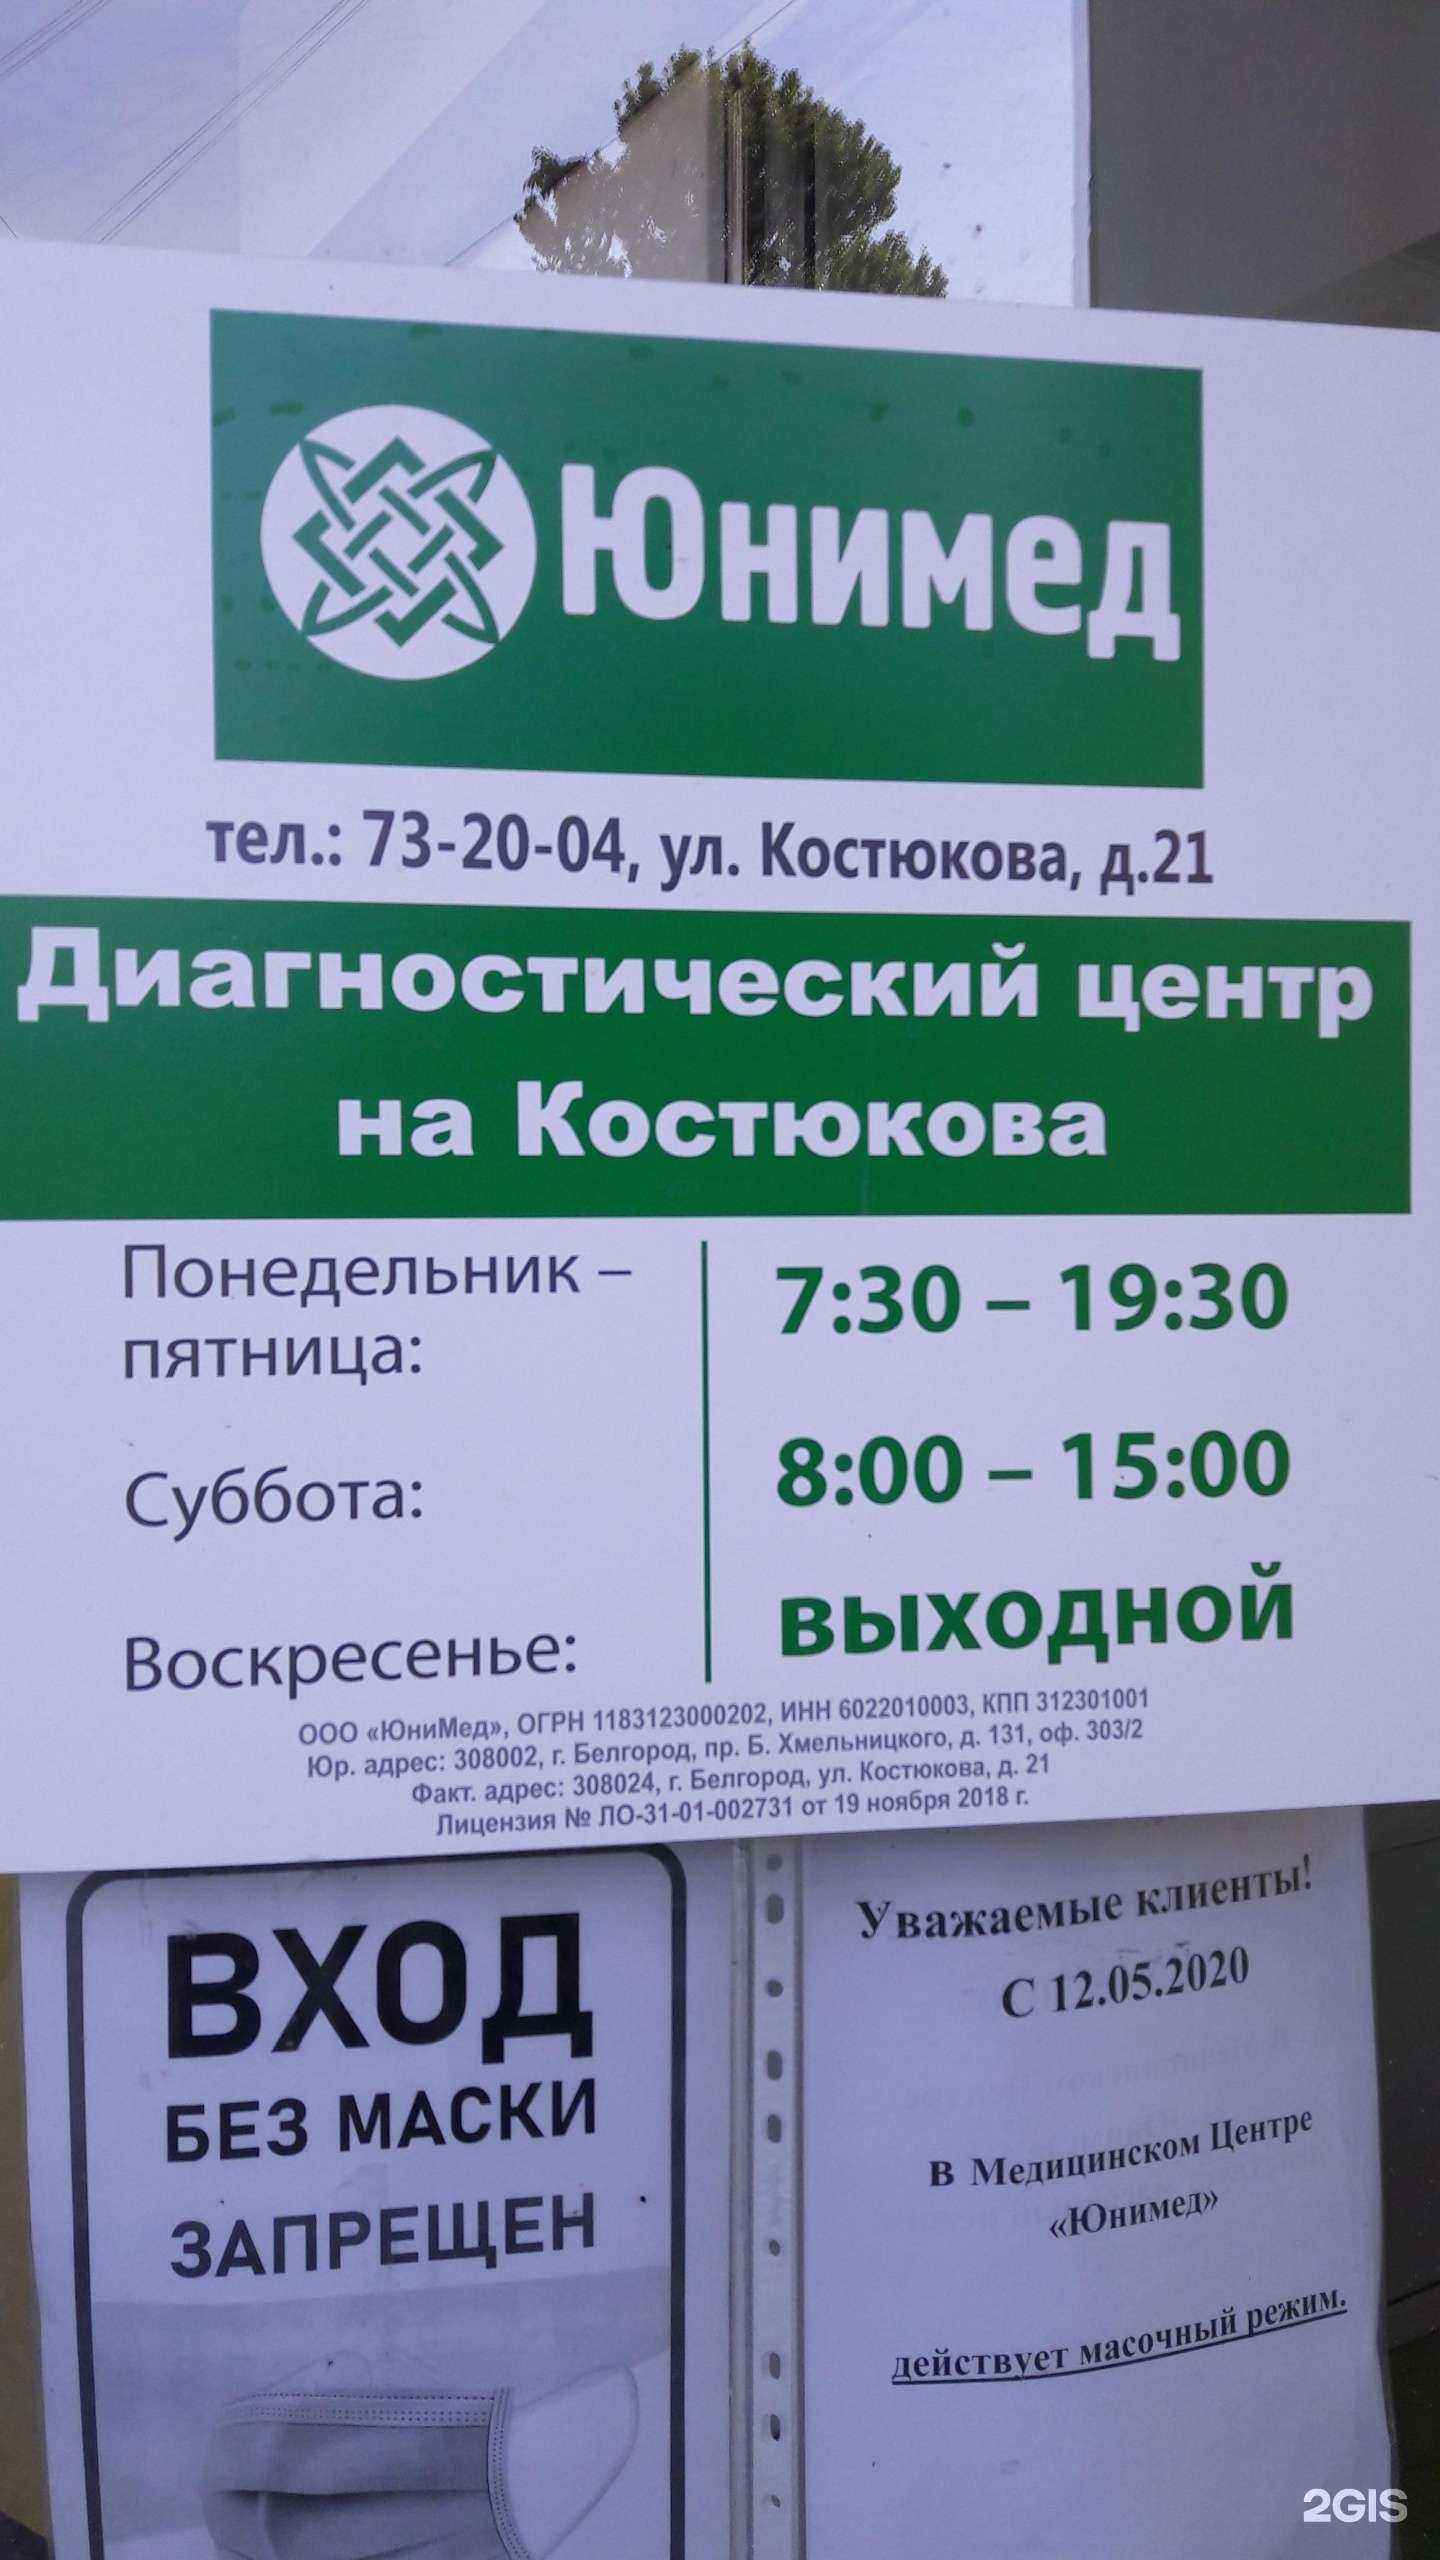 Юнимед
тел.: 73-20-04, ул. Костюкова, д.21
Диагностический центр
на Костюкова
Понедельник –
пятница:
7:30 – 19:30
Суббота:
8:00 – 15:00
Воскресенье:
выходной
ООО «ЮниМед», ОГРН 1183123000202, ИНН 6022010003, КПП 312301001
Юр. адрес: 308002, г. Белгород, пр. Б. Хмельницкого, д. 131, оф. 303/2
Факт. адрес: 308024, г. Белгород, ул. Костюкова, д. 21
Лицензия № ЛО-31-01-002731 от 19 ноября 2018 г.
ВХОД
БЕЗ МАСКИ
ЗАПРЕЩЕН
Уважаемые клиенты!
С 12.05.2020
в Медицинском Центре
«Юнимед»
действует масочный режим.
2GIS